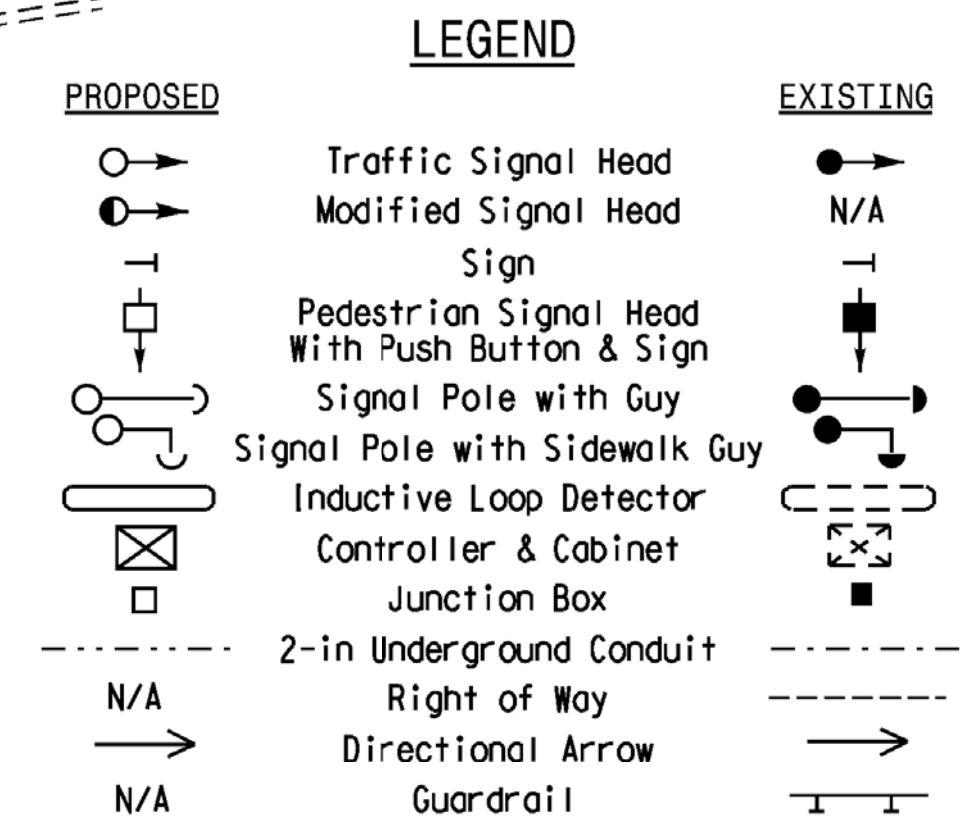 LEGEND
PROPOSED EXISTING
Traffic Signal Head
Modified Signal Head N/A
Sign
Pedestrian Signal Head
With Push Button & Sign
Signal Pole with Guy
Signal Pole with Sidewalk Guy
Inductive Loop Detector
Controller & Cabinet
Junction Box
2-in Underground Conduit
N/A Right of Way
Directional Arrow
N/A Guardrail